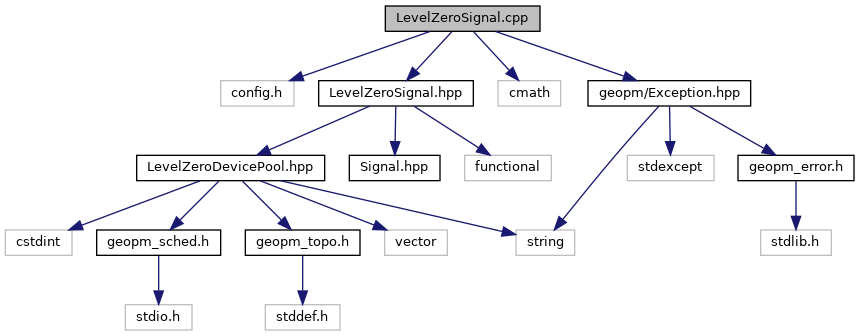 LevelZeroSignal.cpp
config.h
LevelZeroSignal.hpp
cmath
geopm/Exception.hpp
LevelZeroDevicePool.hpp
Signal.hpp
functional
stdexcept
geopm_error.h
cstdint
geopm_sched.h
geopm_topo.h
vector
string
stdlib.h
stdio.h
stddef.h